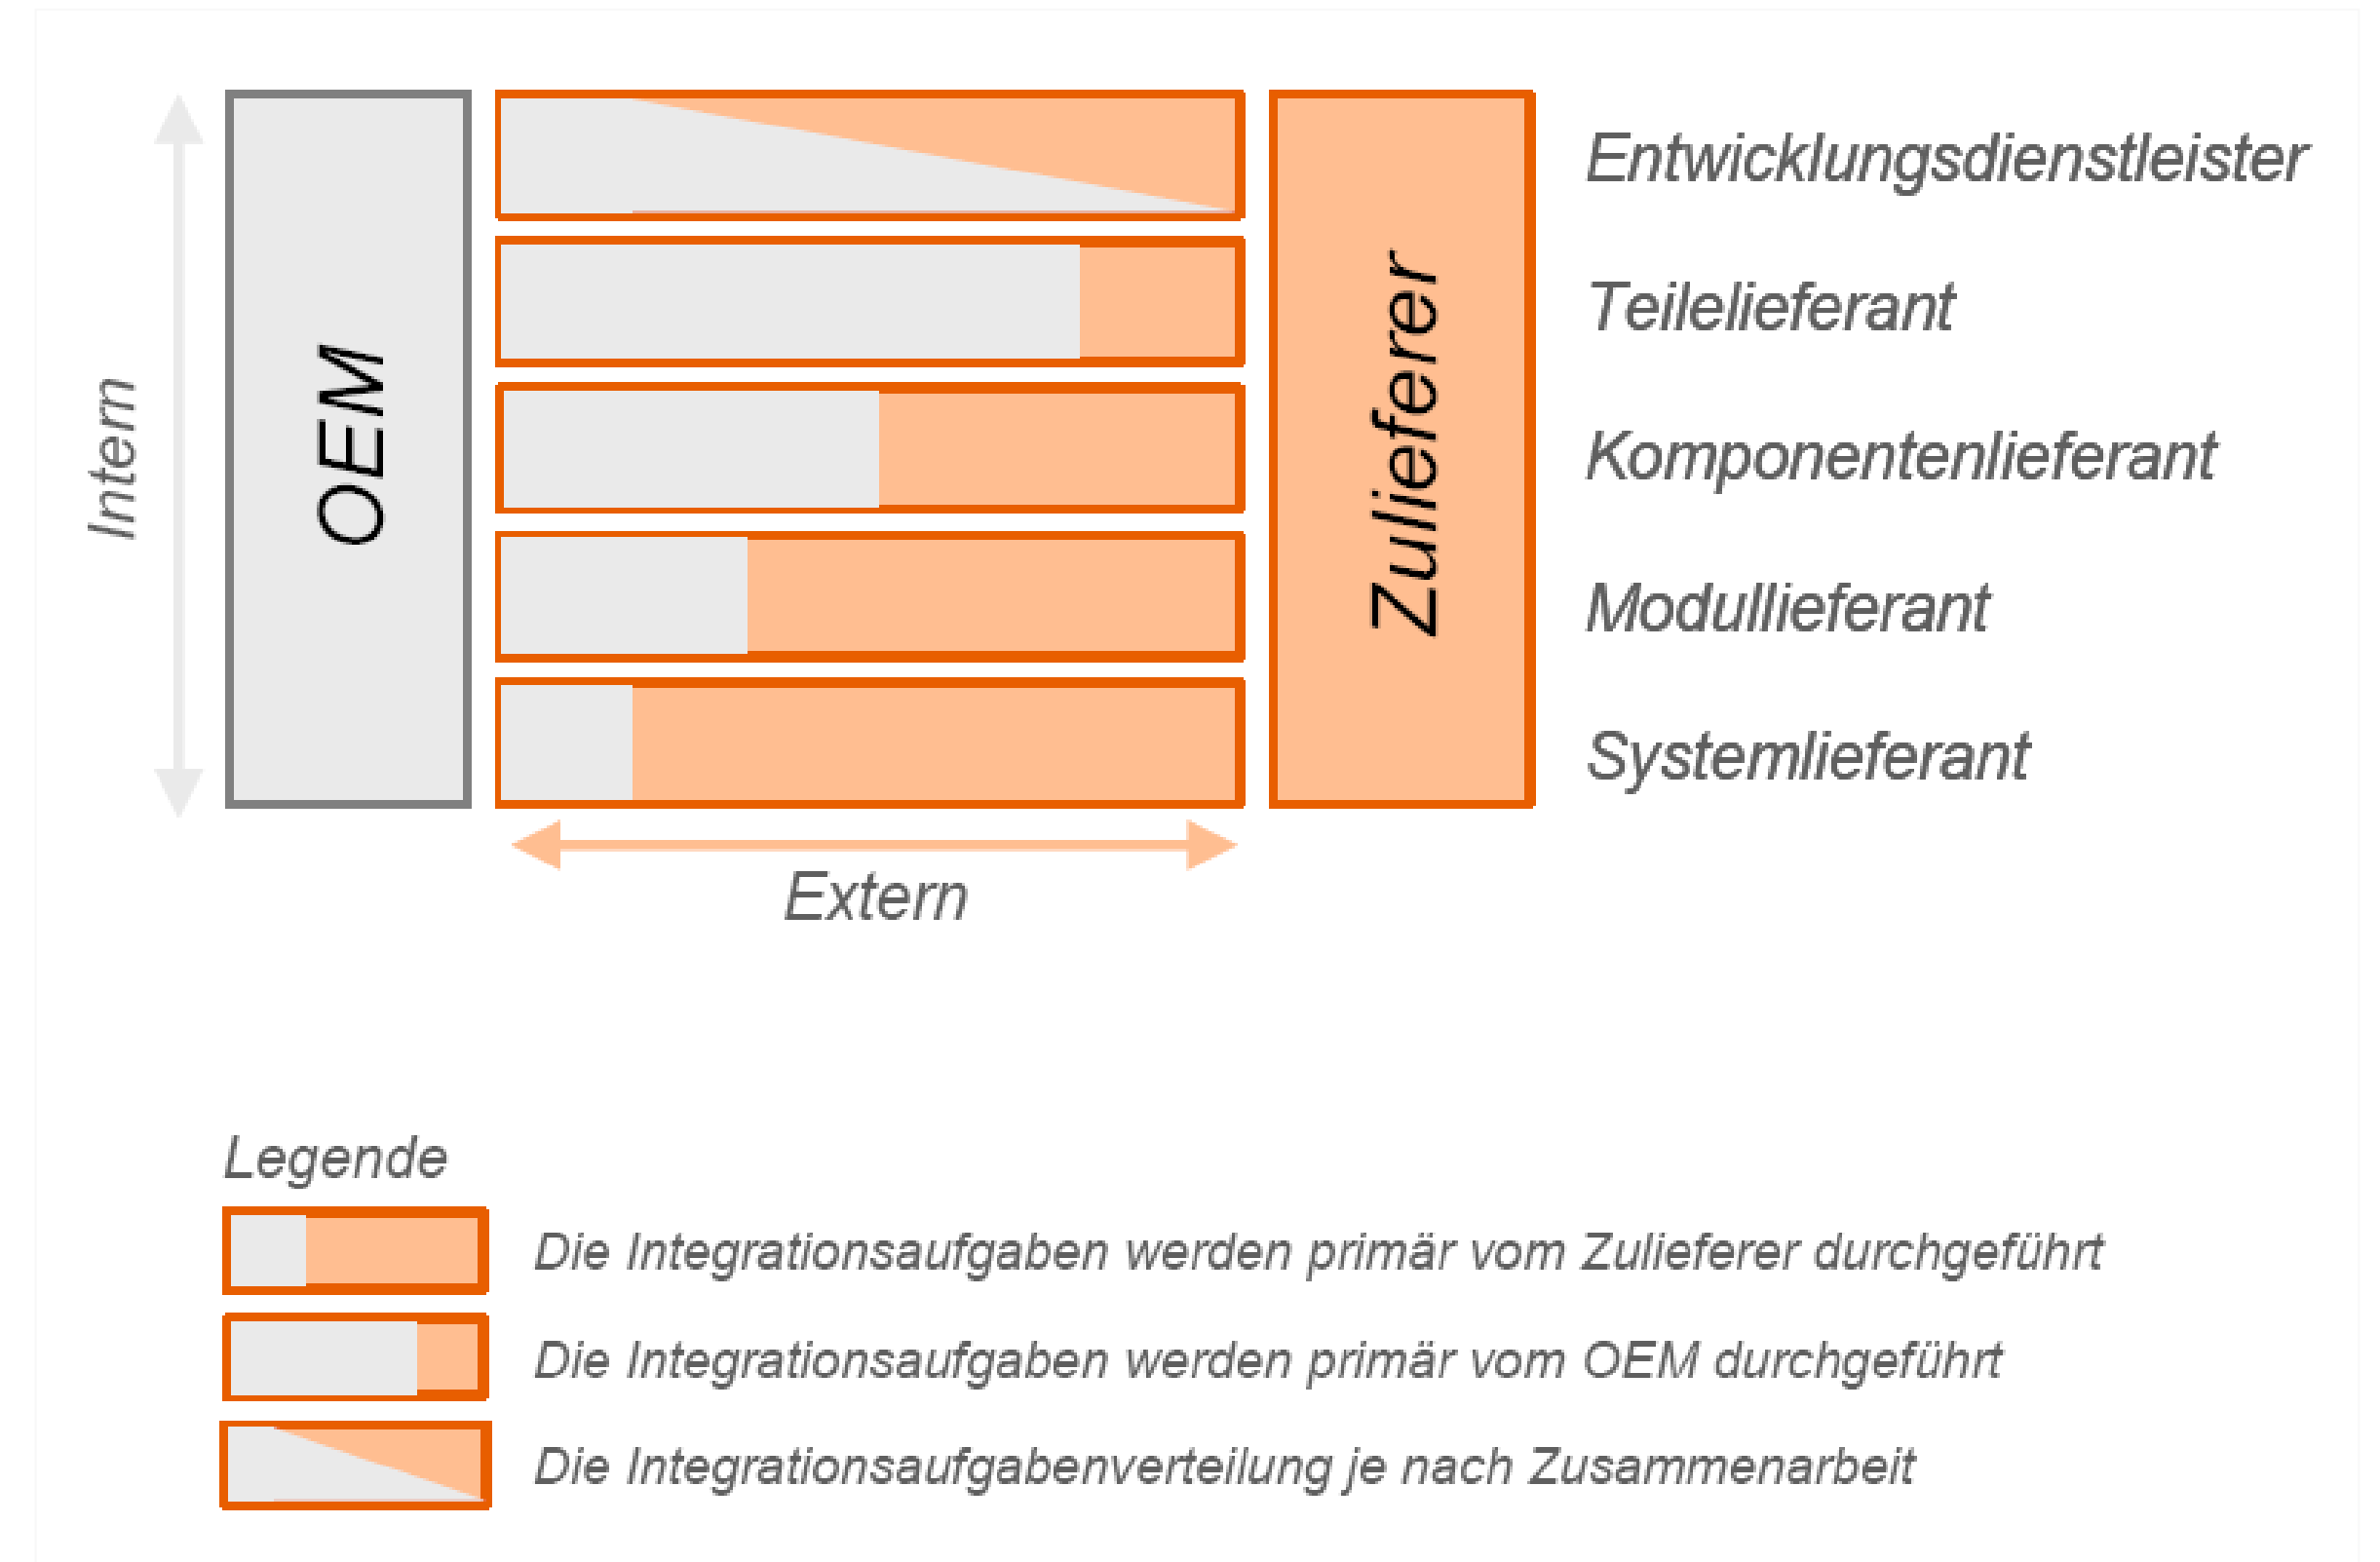 Intern
OEM
Zulieferer
Entwicklungsdienstleister
Teilelieferant
Komponentenlieferant
Modullieferant
Systemlieferant
Extern
Legende
Die Integrationsaufgaben werden primär vom Zulieferer durchgeführt
Die Integrationsaufgaben werden primär vom OEM durchgeführt
Die Integrationsaufgabenverteilung je nach Zusammenarbeit